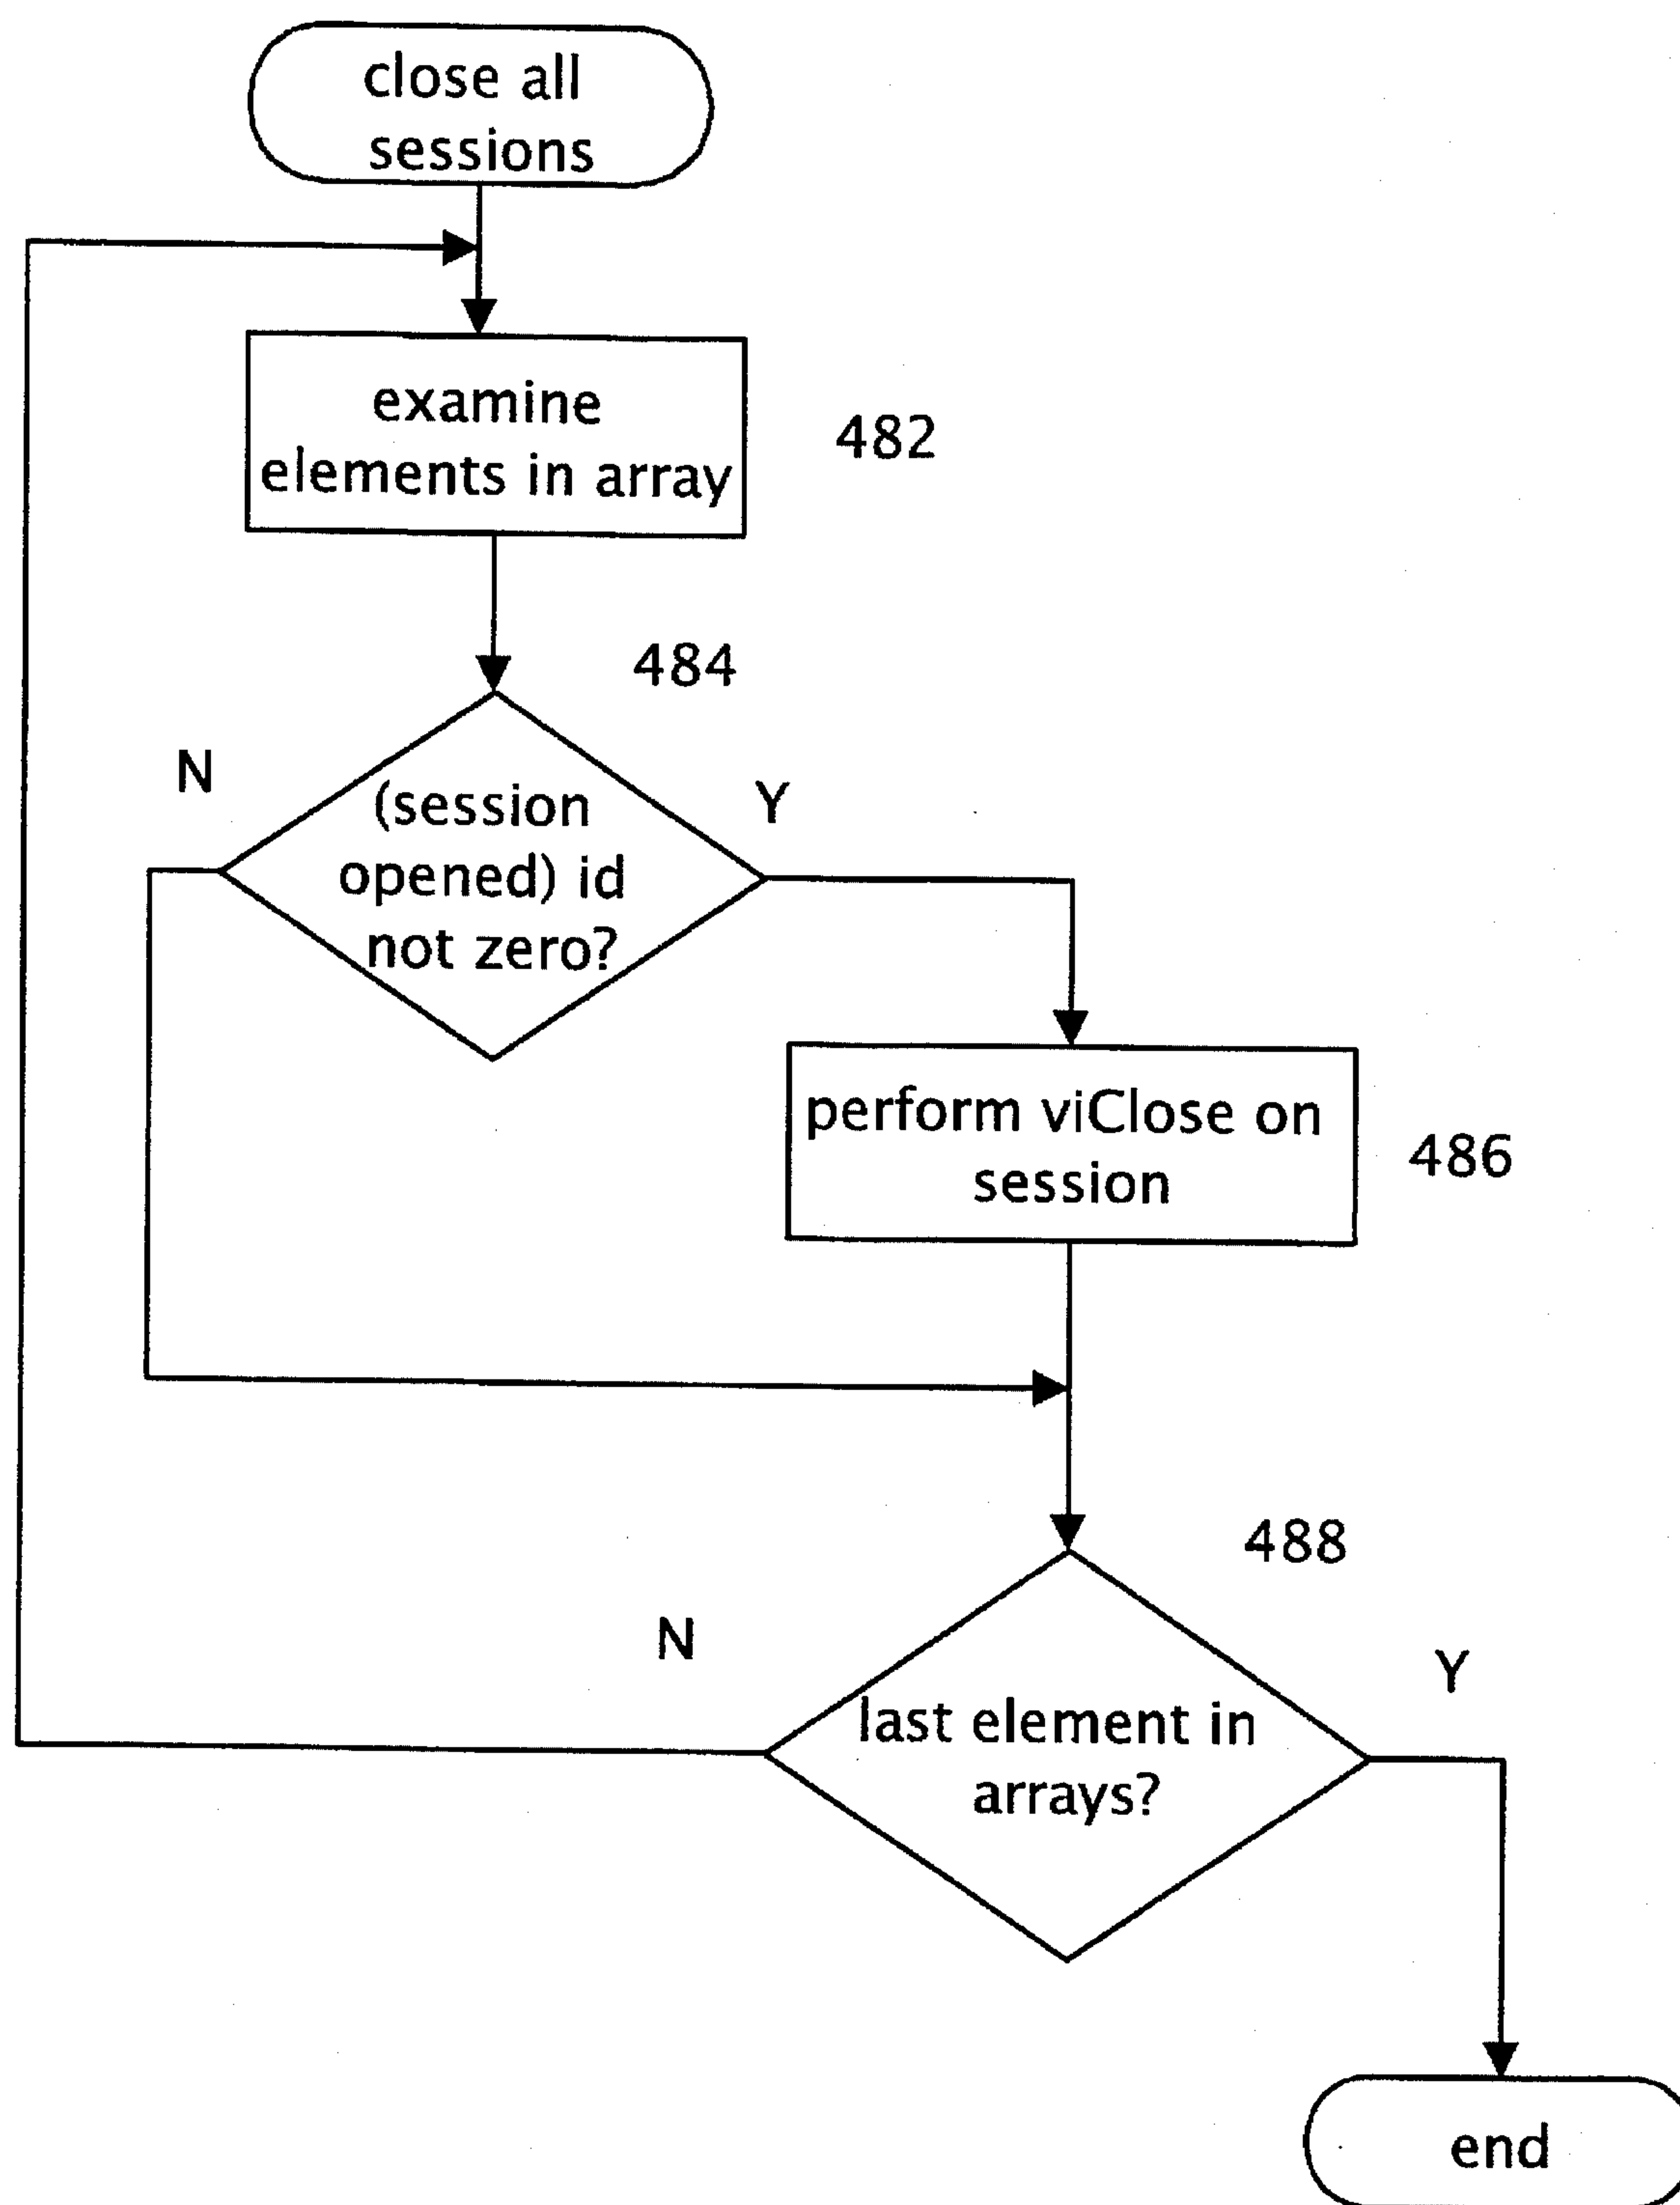 close all
sessions
examine
elements in array
482
484
N
Y
(session
opened) id
not zero?
perform viClose on
session
486
488
N
Y
last element in
arrays?
end